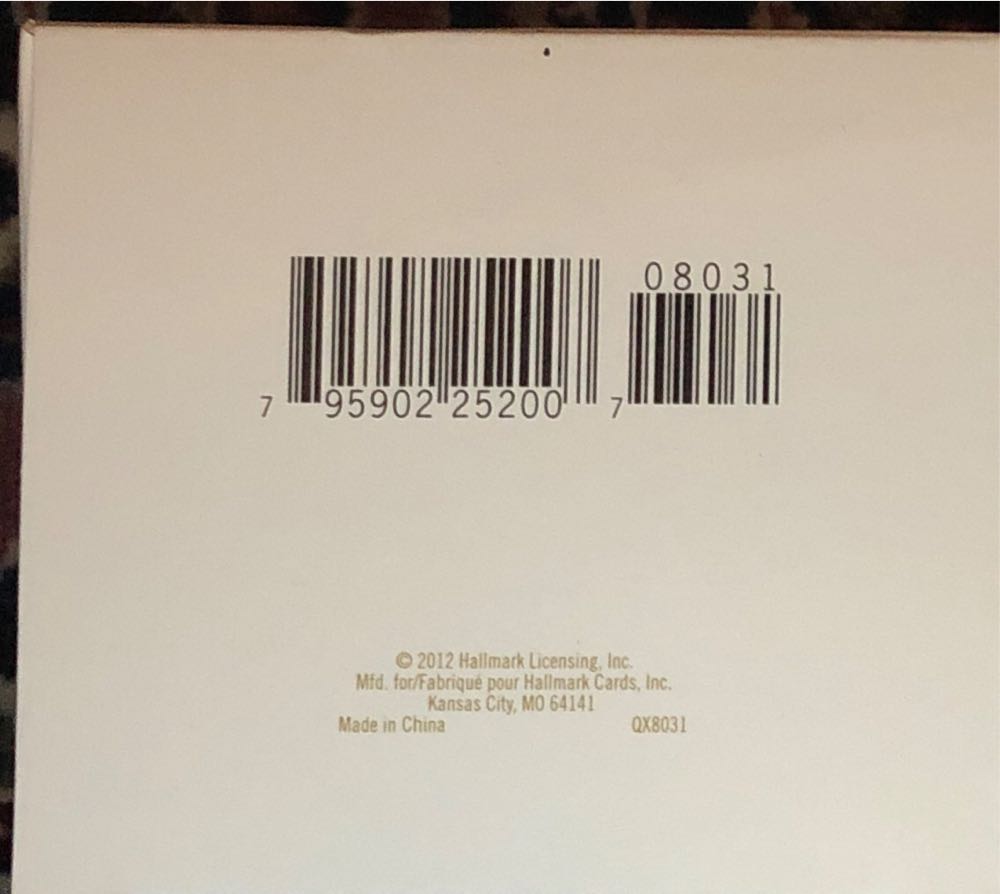 08031
7 95902 25200 7
© 2012 Hallmark Licensing, Inc.
Mfd. for/Fabriqué pour Hallmark Cards, Inc.
Kansas City, MO 64141
Made in China QX8031